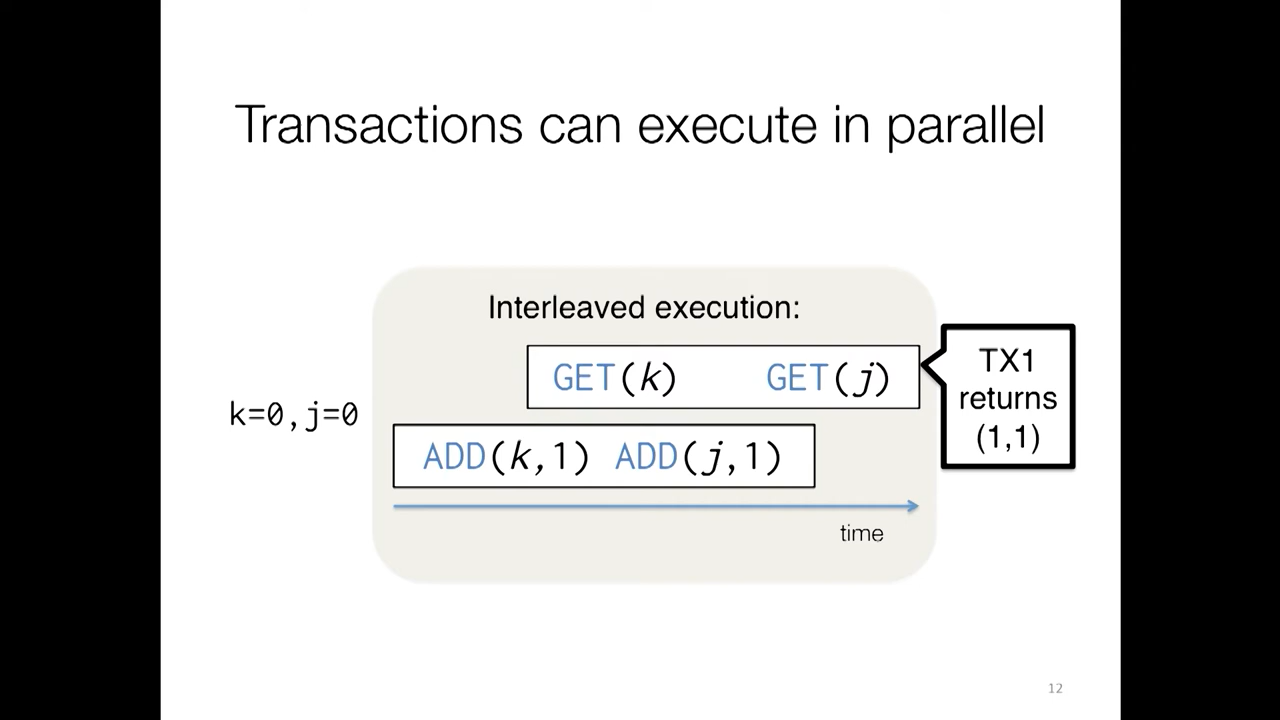 Transactions can execute in parallel
Interleaved execution:
GET(k) GET(j)
TX1
returns
(1,1)
k=0,j=0
ADD(k,1) ADD(j,1)
time
12